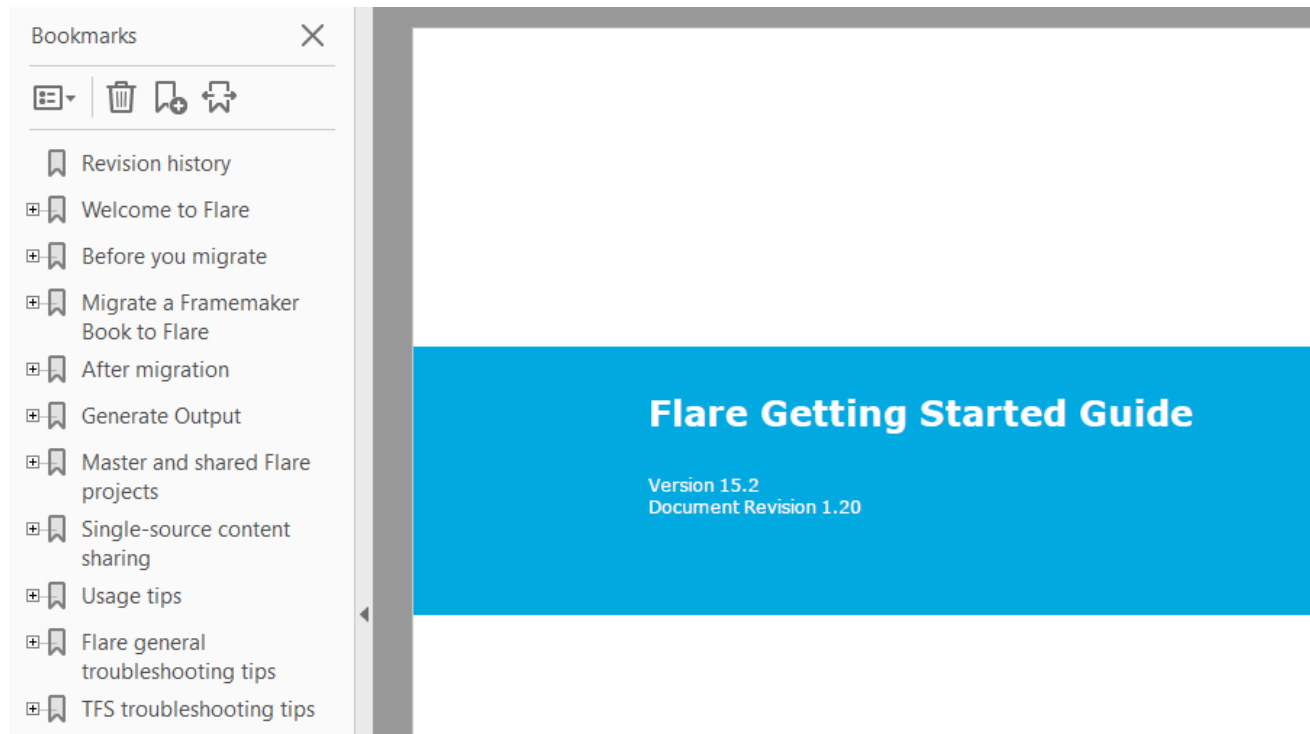 Bookmarks
Revision history
Welcome to Flare
Before you migrate
Migrate a Framemaker
Book to Flare
After migration
Generate Output
Master and shared Flare
projects
Single-source content
sharing
Usage tips
Flare general
troubleshooting tips
TFS troubleshooting tips
Flare Getting Started Guide
Version 15.2
Document Revision 1.20